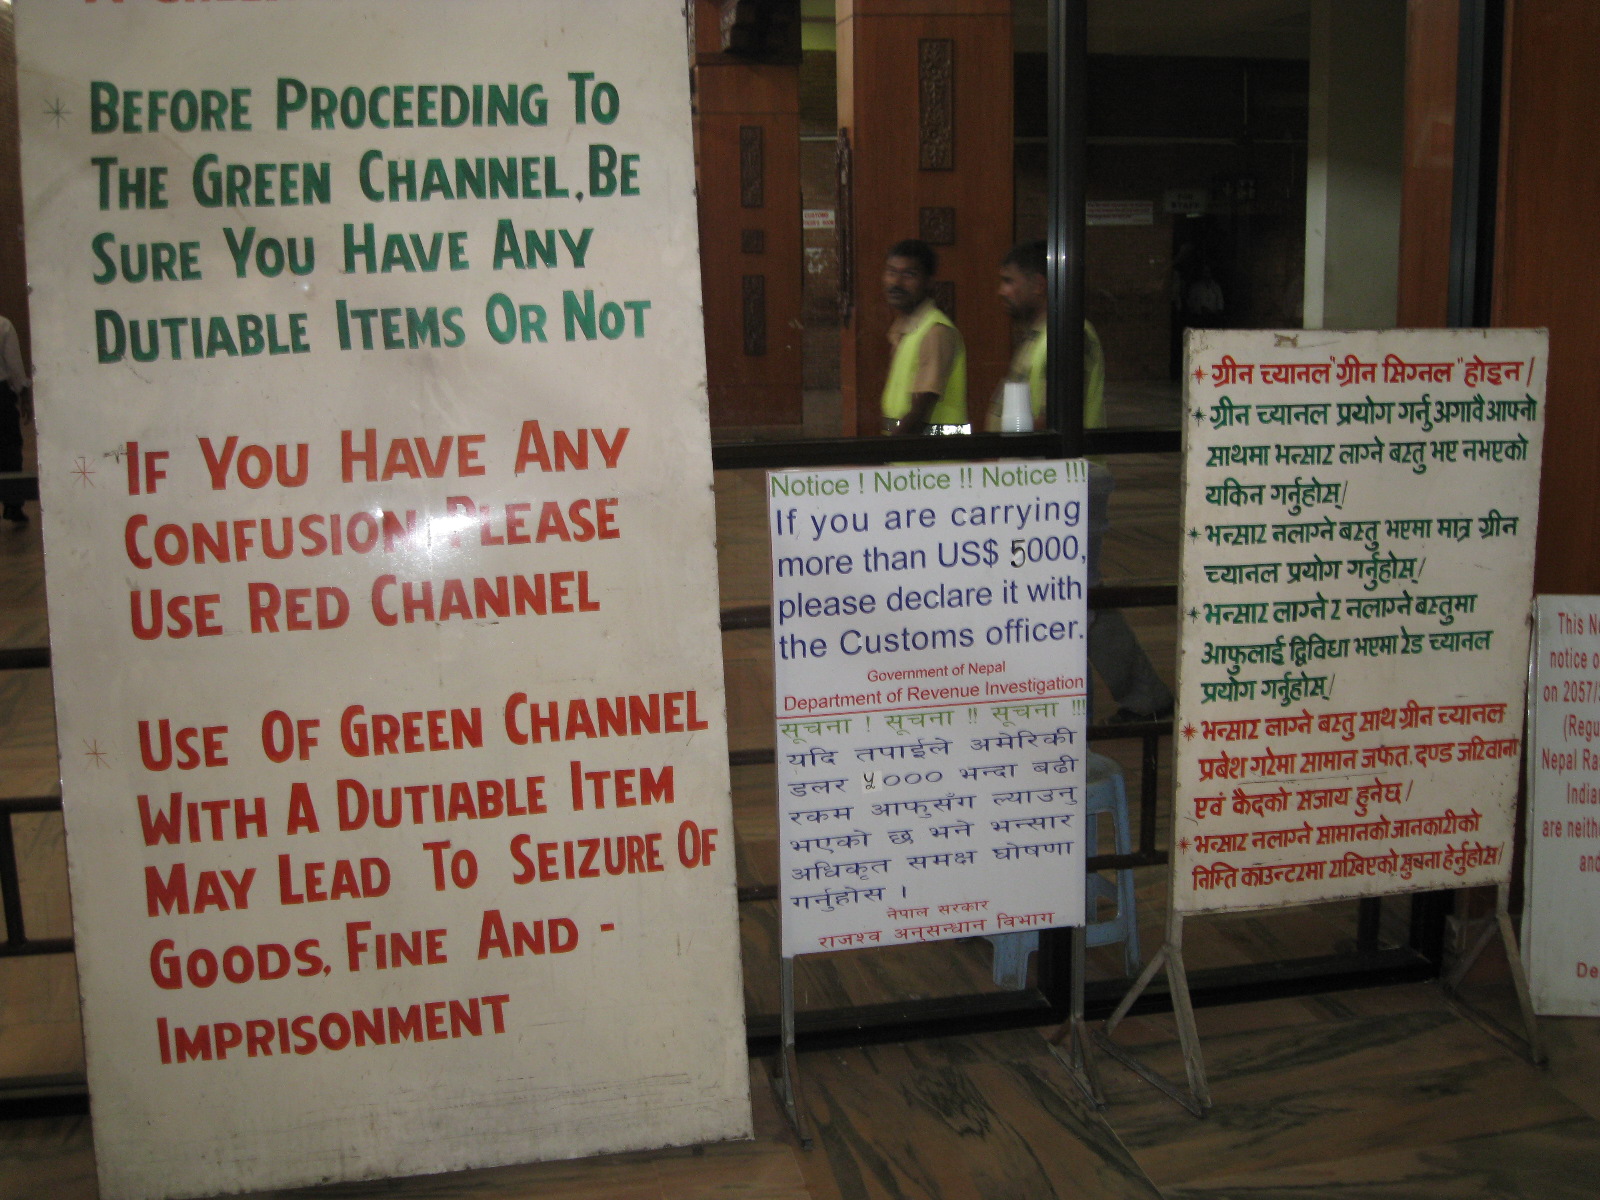 BEFORE PROCEEDING TO
THE GREEN CHANNEL, BE
SURE YOU HAVE ANY
DUTIABLE ITEMS OR NOT
IF YOU HAVE ANY
CONFUSION PLEASE
USE RED CHANNEL
USE OF GREEN CHANNEL
WITH A DUTIABLE ITEM
MAY LEAD TO SEIZURE OF
GOODS, FINE AND -
IMPRISONMENT
Notice ! Notice !! Notice !!!
If you are carrying
more than US$ 5000,
please declare it with
the Customs officer.
Government of Nepal
Department of Revenue Investigation
सूचना ! सूचना !! सूचना !!!
यदि तपाईले अमेरिकी
डलर ५००० भन्दा बढी
रकम आफुसँग ल्याउनु
भएको छ भने भन्सार
अधिकृत समक्ष घोषणा
गर्नुहोस ।
नेपाल सरकार
राजश्व अनुसन्धान विभाग
ग्रीन च्यानल "ग्रीन सिग्नल" होइन/
ग्रीन च्यानल प्रयोग गर्नु अगावै आफ्नो
साथमा भन्सार लाग्ने बस्तु भए नभएको
यकिन गर्नुहोस्/
भन्सार नलाग्ने बस्तु भएमा मात्र ग्रीन
च्यानल प्रयोग गर्नुहोस्/
भन्सार लाग्ने र नलाग्ने बस्तुमा
आफुलाई द्विविधा भएमा रेड च्यानल
प्रयोग गर्नुहोस्/
भन्सार लाग्ने बस्तु साथ ग्रीन च्यानल
प्रबेश गरेमा सामान जफत, दण्ड जरिवाना
एवं कैदको सजाय हुनेछ/
भन्सार नलाग्ने सामानको जानकारीको
निम्ति काउन्टरमा राखिएको सुचना हेर्नुहोस/
This
notice
on 2057/
Nepal
are
and